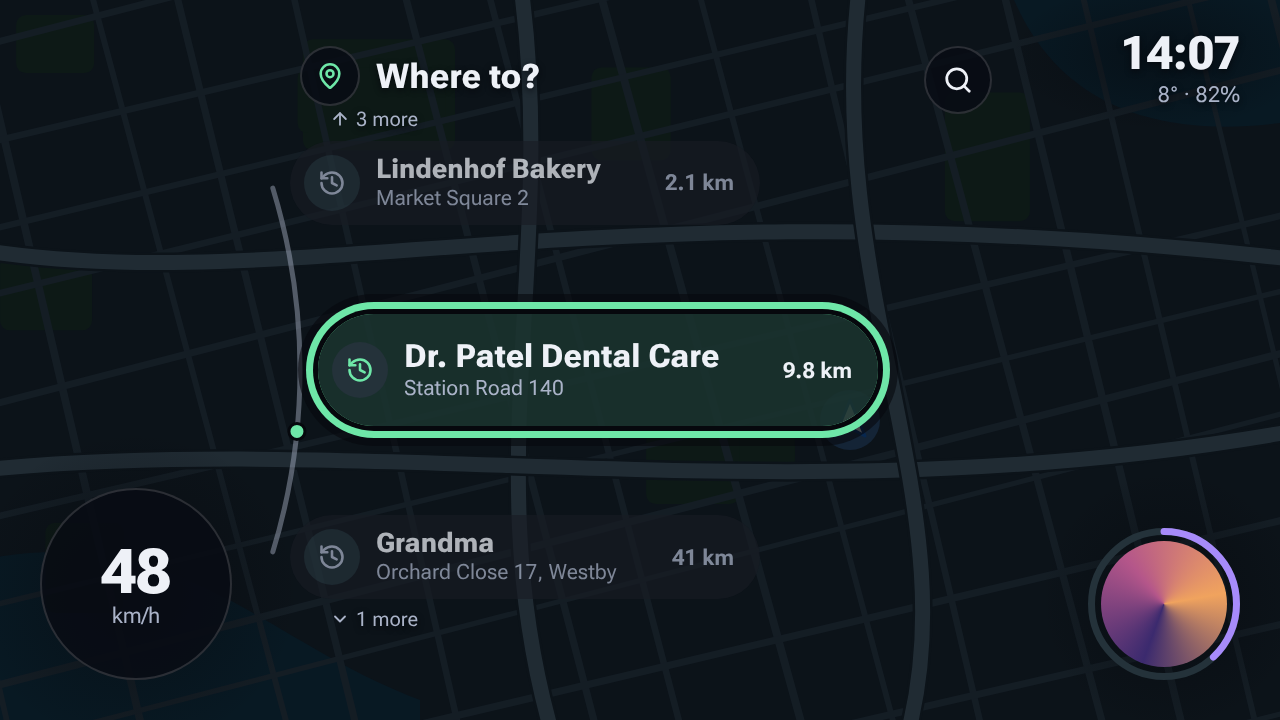 Where to?
14:07
8° · 82%
3 more
Lindenhof Bakery
Market Square 2
2.1 km
Dr. Patel Dental Care
Station Road 140
9.8 km
Grandma
Orchard Close 17, Westby
41 km
1 more
48
km/h